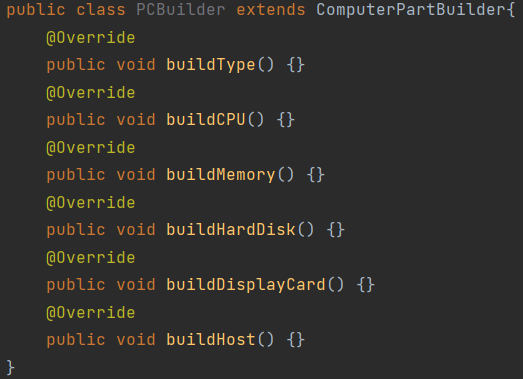 public class PCBuilder extends ComputerPartBuilder{
    @Override
    public void buildType() {}
    @Override
    public void buildCPU() {}
    @Override
    public void buildMemory() {}
    @Override
    public void buildHardDisk() {}
    @Override
    public void buildDisplayCard() {}
    @Override
    public void buildHost() {}
}